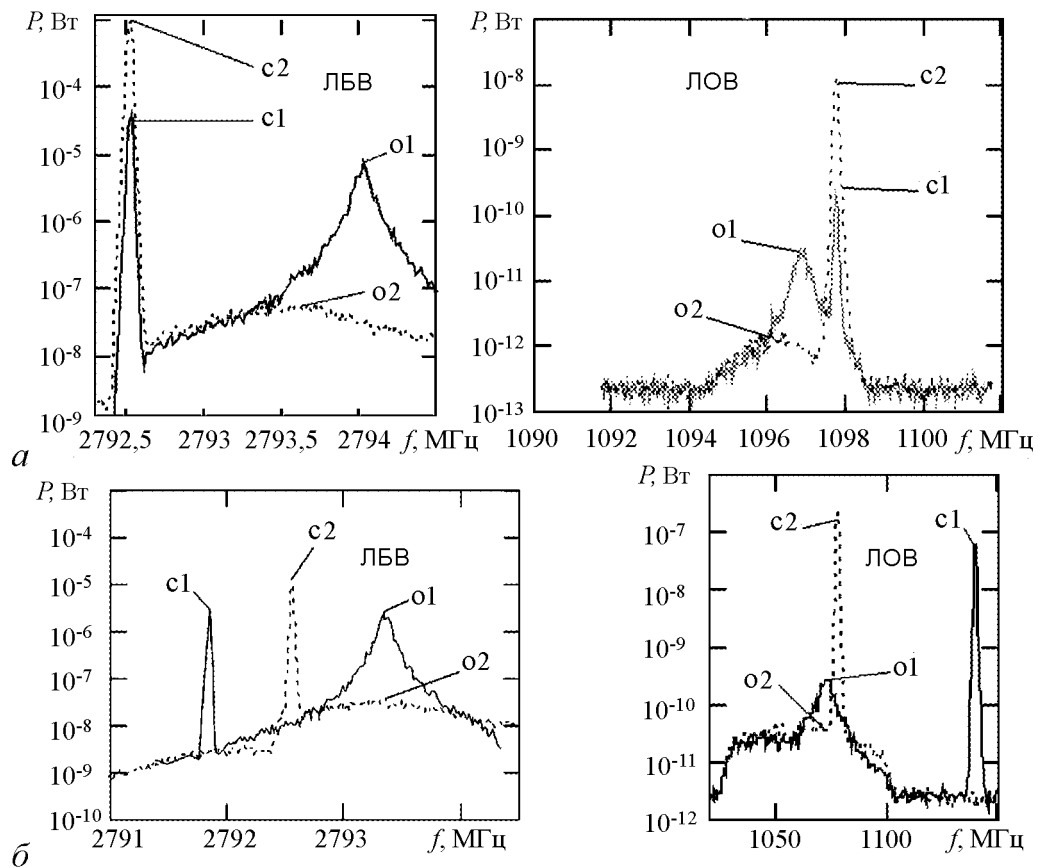 P, Вт
10⁻⁴
10⁻⁵
10⁻⁶
10⁻⁷
10⁻⁸
10⁻⁹
c2
c1
ЛБВ
o1
o2
2792,5 2793 2793,5 2794 f, МГц
P, Вт
10⁻⁸
10⁻⁹
10⁻¹⁰
10⁻¹¹
10⁻¹²
10⁻¹³
ЛОВ
c2
c1
o1
o2
1090 1092 1094 1096 1098 1100 f, МГц
а
P, Вт
10⁻⁴
10⁻⁵
10⁻⁶
10⁻⁷
10⁻⁸
10⁻⁹
10⁻¹⁰
c1
c2
ЛБВ
o1
o2
2791 2792 2793 f, МГц
P, Вт
10⁻⁷
10⁻⁸
10⁻⁹
10⁻¹⁰
10⁻¹¹
10⁻¹²
c2
c1
ЛОВ
o2
o1
1050 1100 f, МГц
б